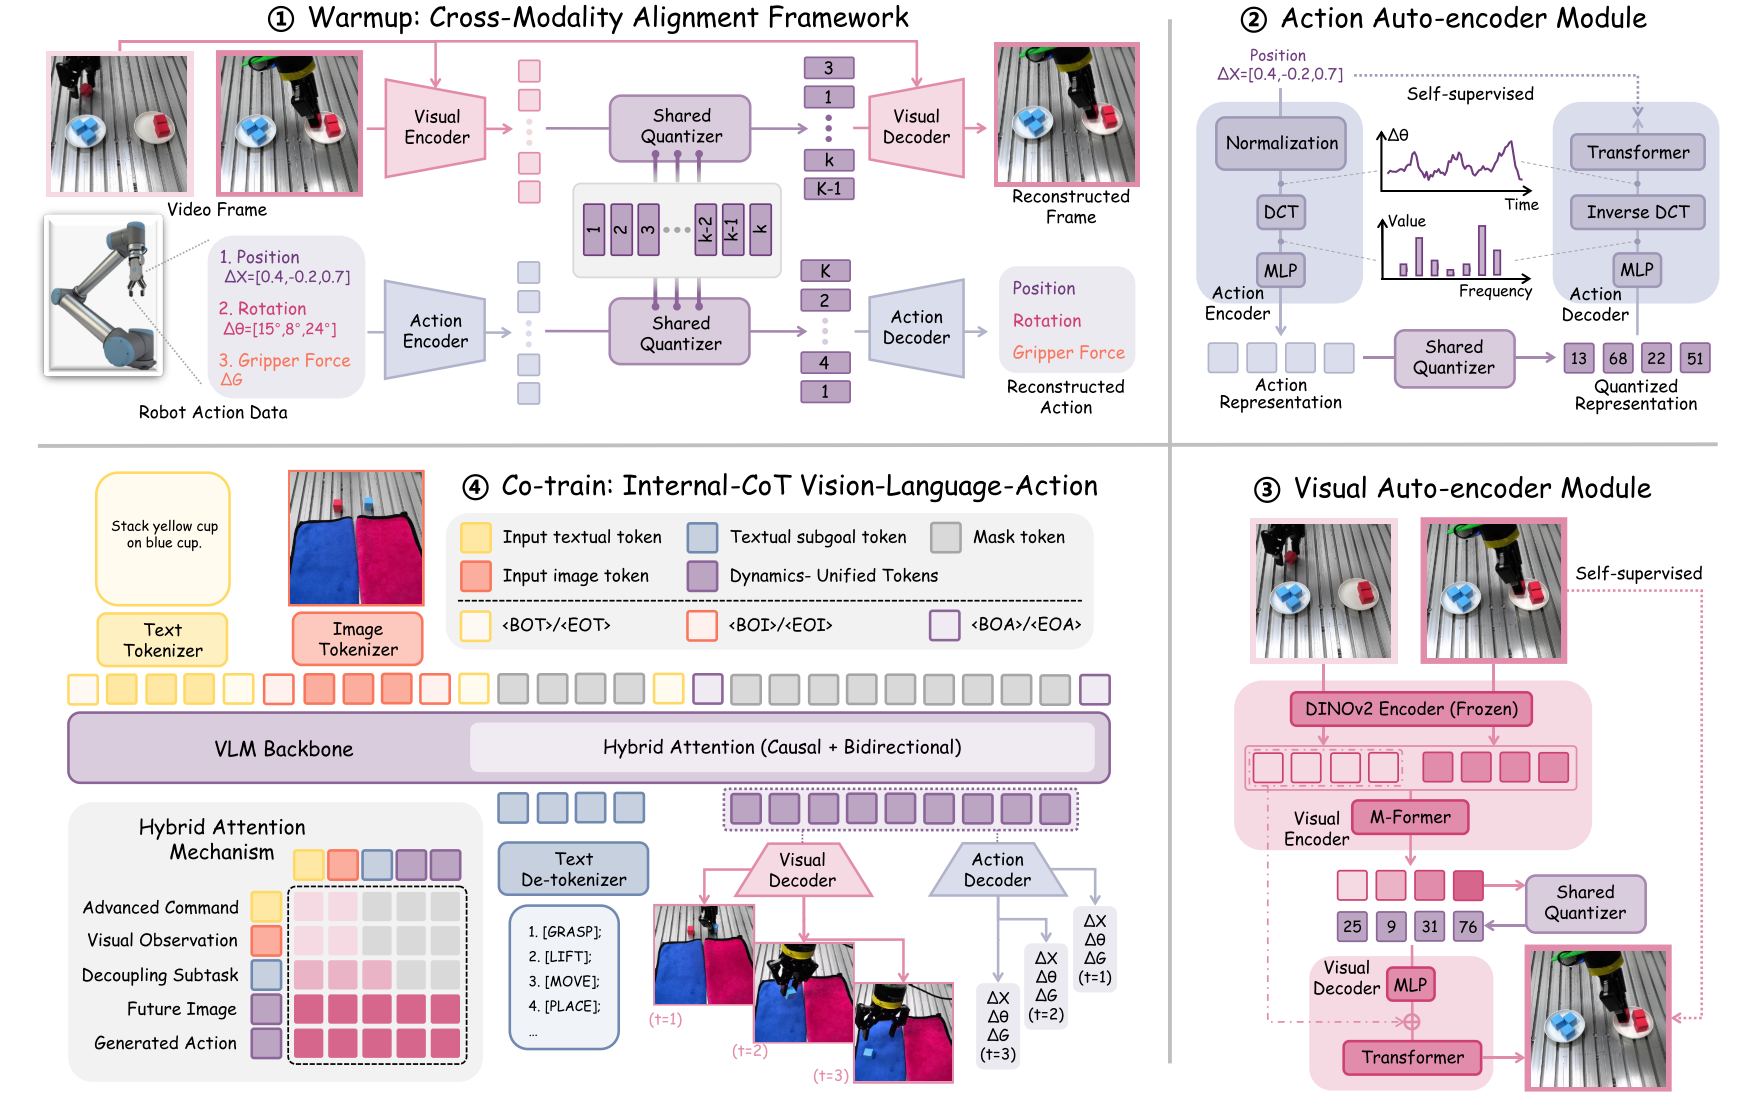 ① Warmup: Cross-Modality Alignment Framework
Video Frame
Visual
Encoder
Shared
Quantizer
3
1
k
K-1
Visual
Decoder
Reconstructed
Frame
1
2
3
k-2
k-1
k
Robot Action Data
1. Position
ΔX=[0.4,-0.2,0.7]
2. Rotation
Δθ=[15°,8°,24°]
3. Gripper Force
ΔG
Action
Encoder
Shared
Quantizer
K
2
4
1
Action
Decoder
Position
Rotation
Gripper Force
Reconstructed
Action
② Action Auto-encoder Module
Position
ΔX=[0.4,-0.2,0.7]
Self-supervised
Normalization
DCT
MLP
Action
Encoder
Δθ
Time
Value
Frequency
Transformer
Inverse DCT
MLP
Action
Decoder
Action
Representation
Shared
Quantizer
13 68 22 51
Quantized
Representation
④ Co-train: Internal-CoT Vision-Language-Action
Stack yellow cup
on blue cup.
Text
Tokenizer
Image
Tokenizer
Input textual token
Textual subgoal token
Mask token
Input image token
Dynamics- Unified Tokens
<BOT>/<EOT>
<BOI>/<EOI>
<BOA>/<EOA>
VLM Backbone
Hybrid Attention (Causal + Bidirectional)
Hybrid Attention
Mechanism
Advanced Command
Visual Observation
Decoupling Subtask
Future Image
Generated Action
Text
De-tokenizer
1. [GRASP];
2. [LIFT];
3. [MOVE];
4. [PLACE];
...
Visual
Decoder
(t=1)
(t=2)
(t=3)
Action
Decoder
ΔX
Δθ
ΔG
(t=3)
ΔX
Δθ
ΔG
(t=2)
ΔX
Δθ
ΔG
(t=1)
③ Visual Auto-encoder Module
Self-supervised
DINOv2 Encoder (Frozen)
M-Former
Visual
Encoder
25 9 31 76
Shared
Quantizer
Visual
Decoder
MLP
Transformer